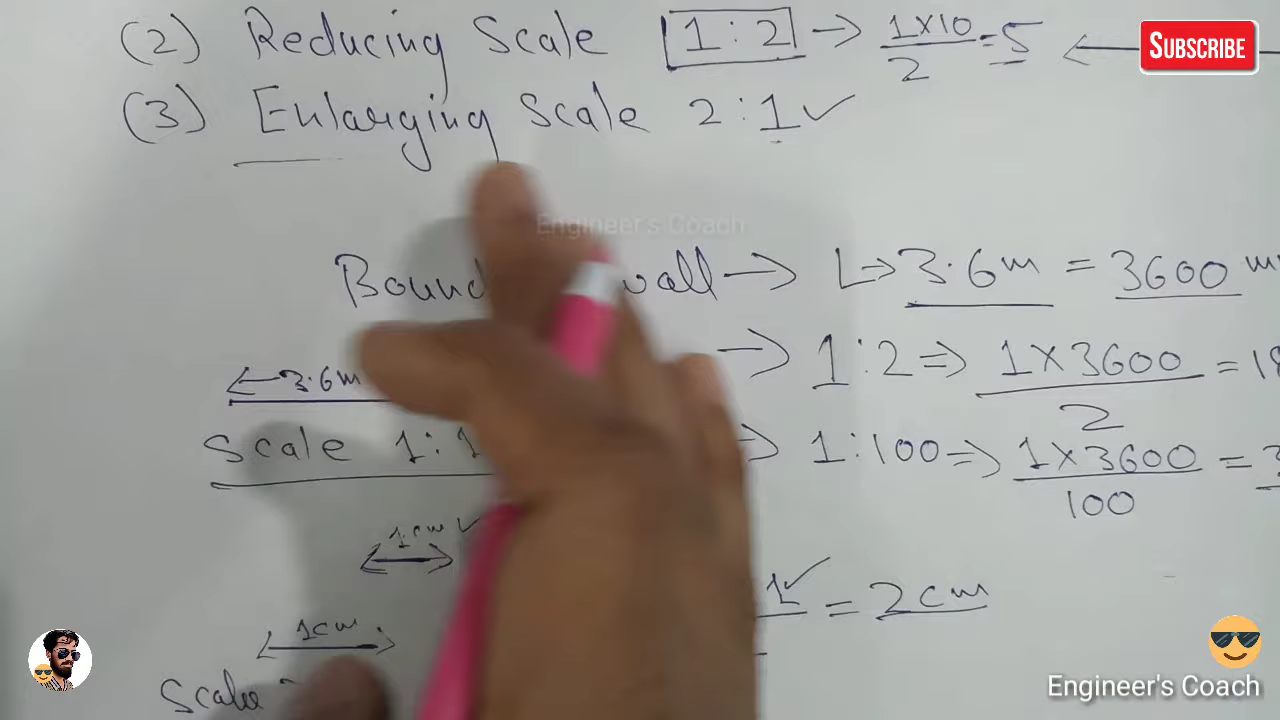 (2) Reducing Scale 1:2 → 1×10/2 = 5
SUBSCRIBE
(3) Enlarging Scale 2:1 ✓
Engineer's Coach
wall → L⇒ 3.6m = 3600
←3.6m
→ 1:2 ⇒ 1×3600/2 =
Scale 1:1
1:100 ⇒ 1×3600/100 =
1cm ✓
1 ✓ = 2cm
1cm
Scale
Engineer's Coach